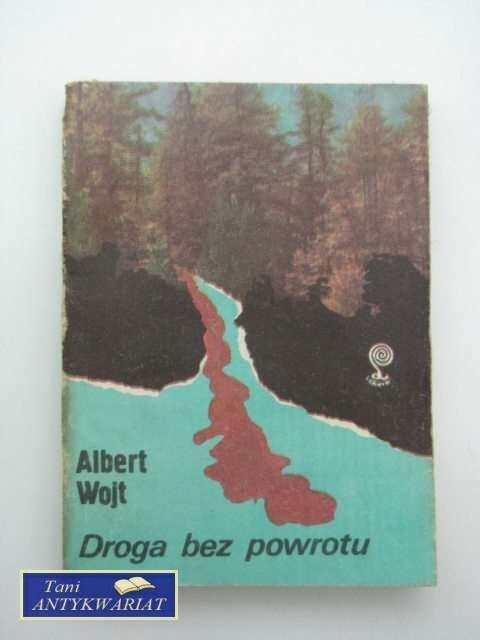 Albert
Wojt
Droga bez powrotu
Tani
ANTYKWARIAT